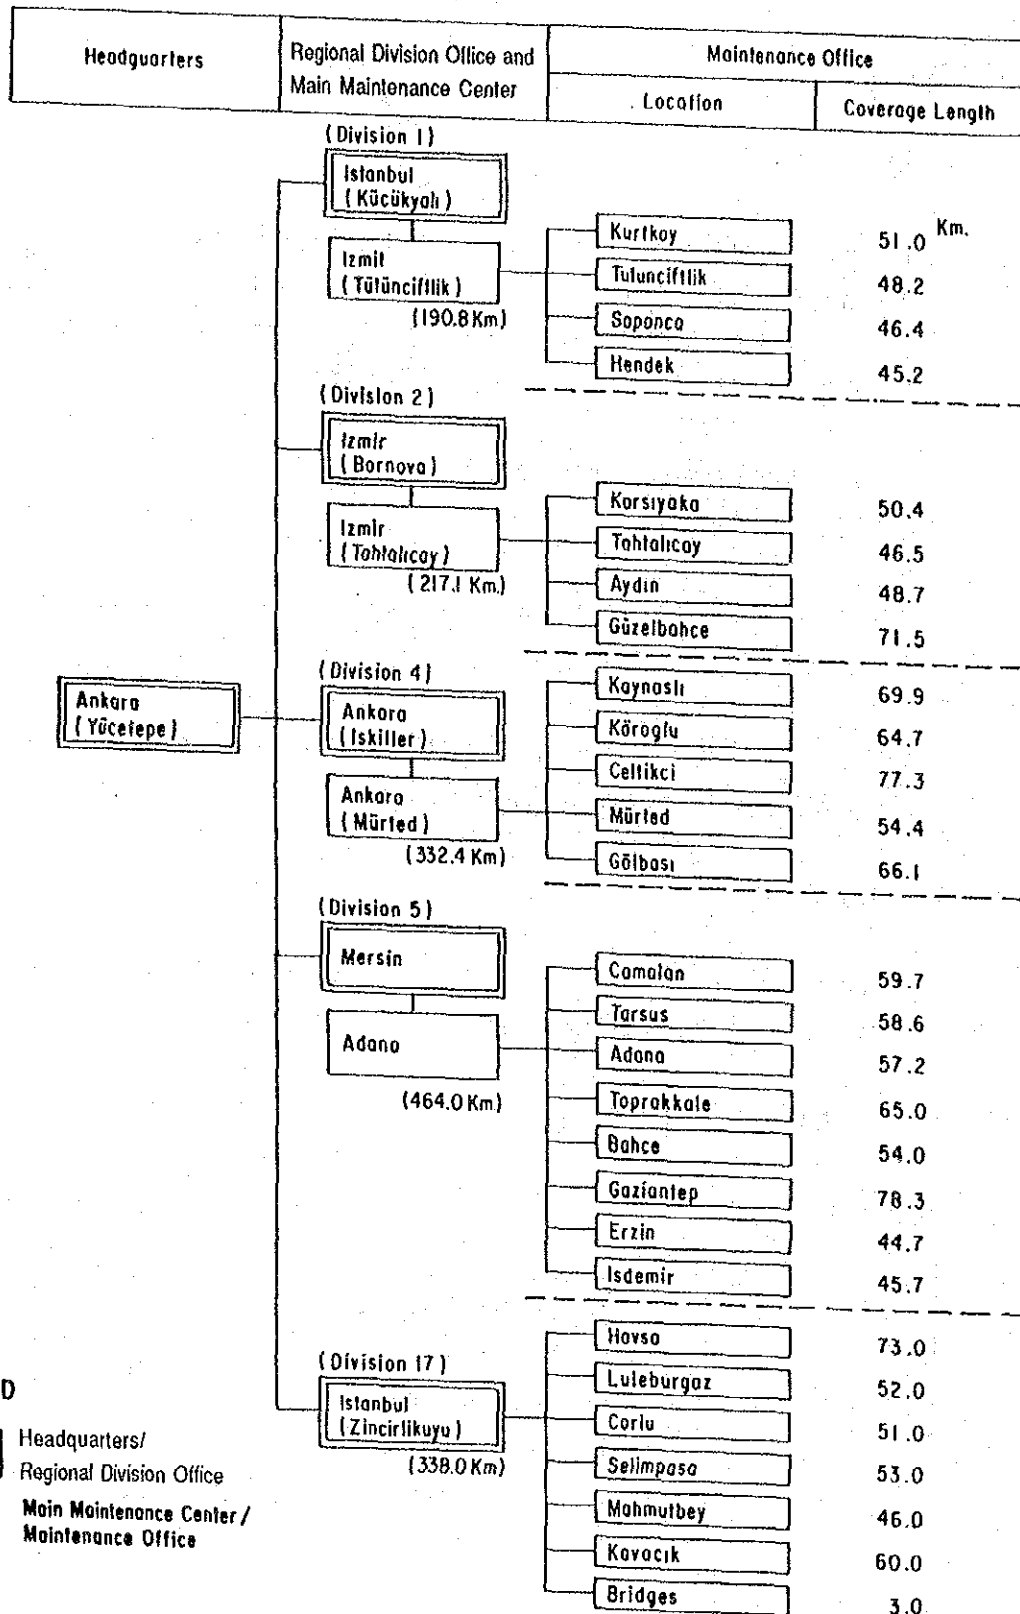 Headquarters
Regional Division Office and
Main Maintenance Center
Maintenance Office
Location
Coverage Length
(Division 1)
Istanbul
(Kücükyalı)
Izmit
(Tütünciftlik)
(190.8 Km)
Kurtkoy
51.0 Km.
Tutunciftlik
48.2
Saponca
46.4
Hendek
45.2
(Division 2)
Izmir
(Bornova)
Izmir
(Tahtalıcay)
(217.1 Km.)
Karsıyaka
50.4
Tahtalıcay
46.5
Aydın
48.7
Güzelbahce
71.5
Ankara
(Yücetepe)
(Division 4)
Ankara
(Iskiller)
Ankara
(Mürted)
(332.4 Km)
Kaynaslı
69.9
Köroglu
64.7
Celtikci
77.3
Mürted
54.4
Gölbası
66.1
(Division 5)
Mersin
Adana
(464.0 Km)
Camalan
59.7
Tarsus
58.6
Adana
57.2
Toprakkale
65.0
Bahce
54.0
Gaziantep
78.3
Erzin
44.7
Isdemir
45.7
(Division 17)
Istanbul
(Zincirlikuyu)
(338.0 Km)
Havsa
73.0
Luleburgaz
52.0
Corlu
51.0
Selimpasa
53.0
Mahmutbey
46.0
Kavacık
60.0
Bridges
3.0
D
Headquarters/
Regional Division Office
Main Maintenance Center/
Maintenance Office